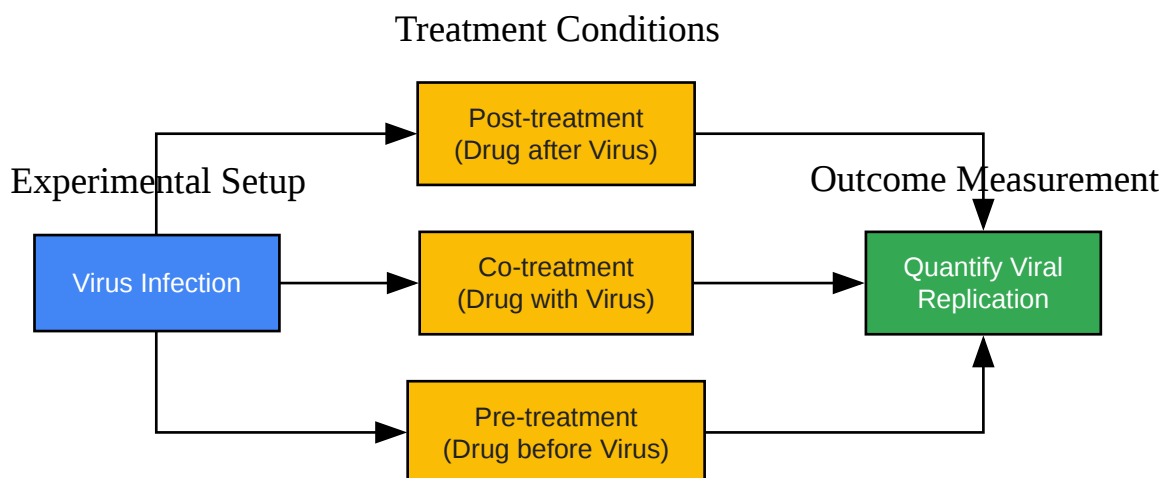 Treatment Conditions
Post-treatment
(Drug after Virus)
Experimental Setup
Outcome Measurement
Virus Infection
Co-treatment
(Drug with Virus)
Quantify Viral
Replication
Pre-treatment
(Drug before Virus)